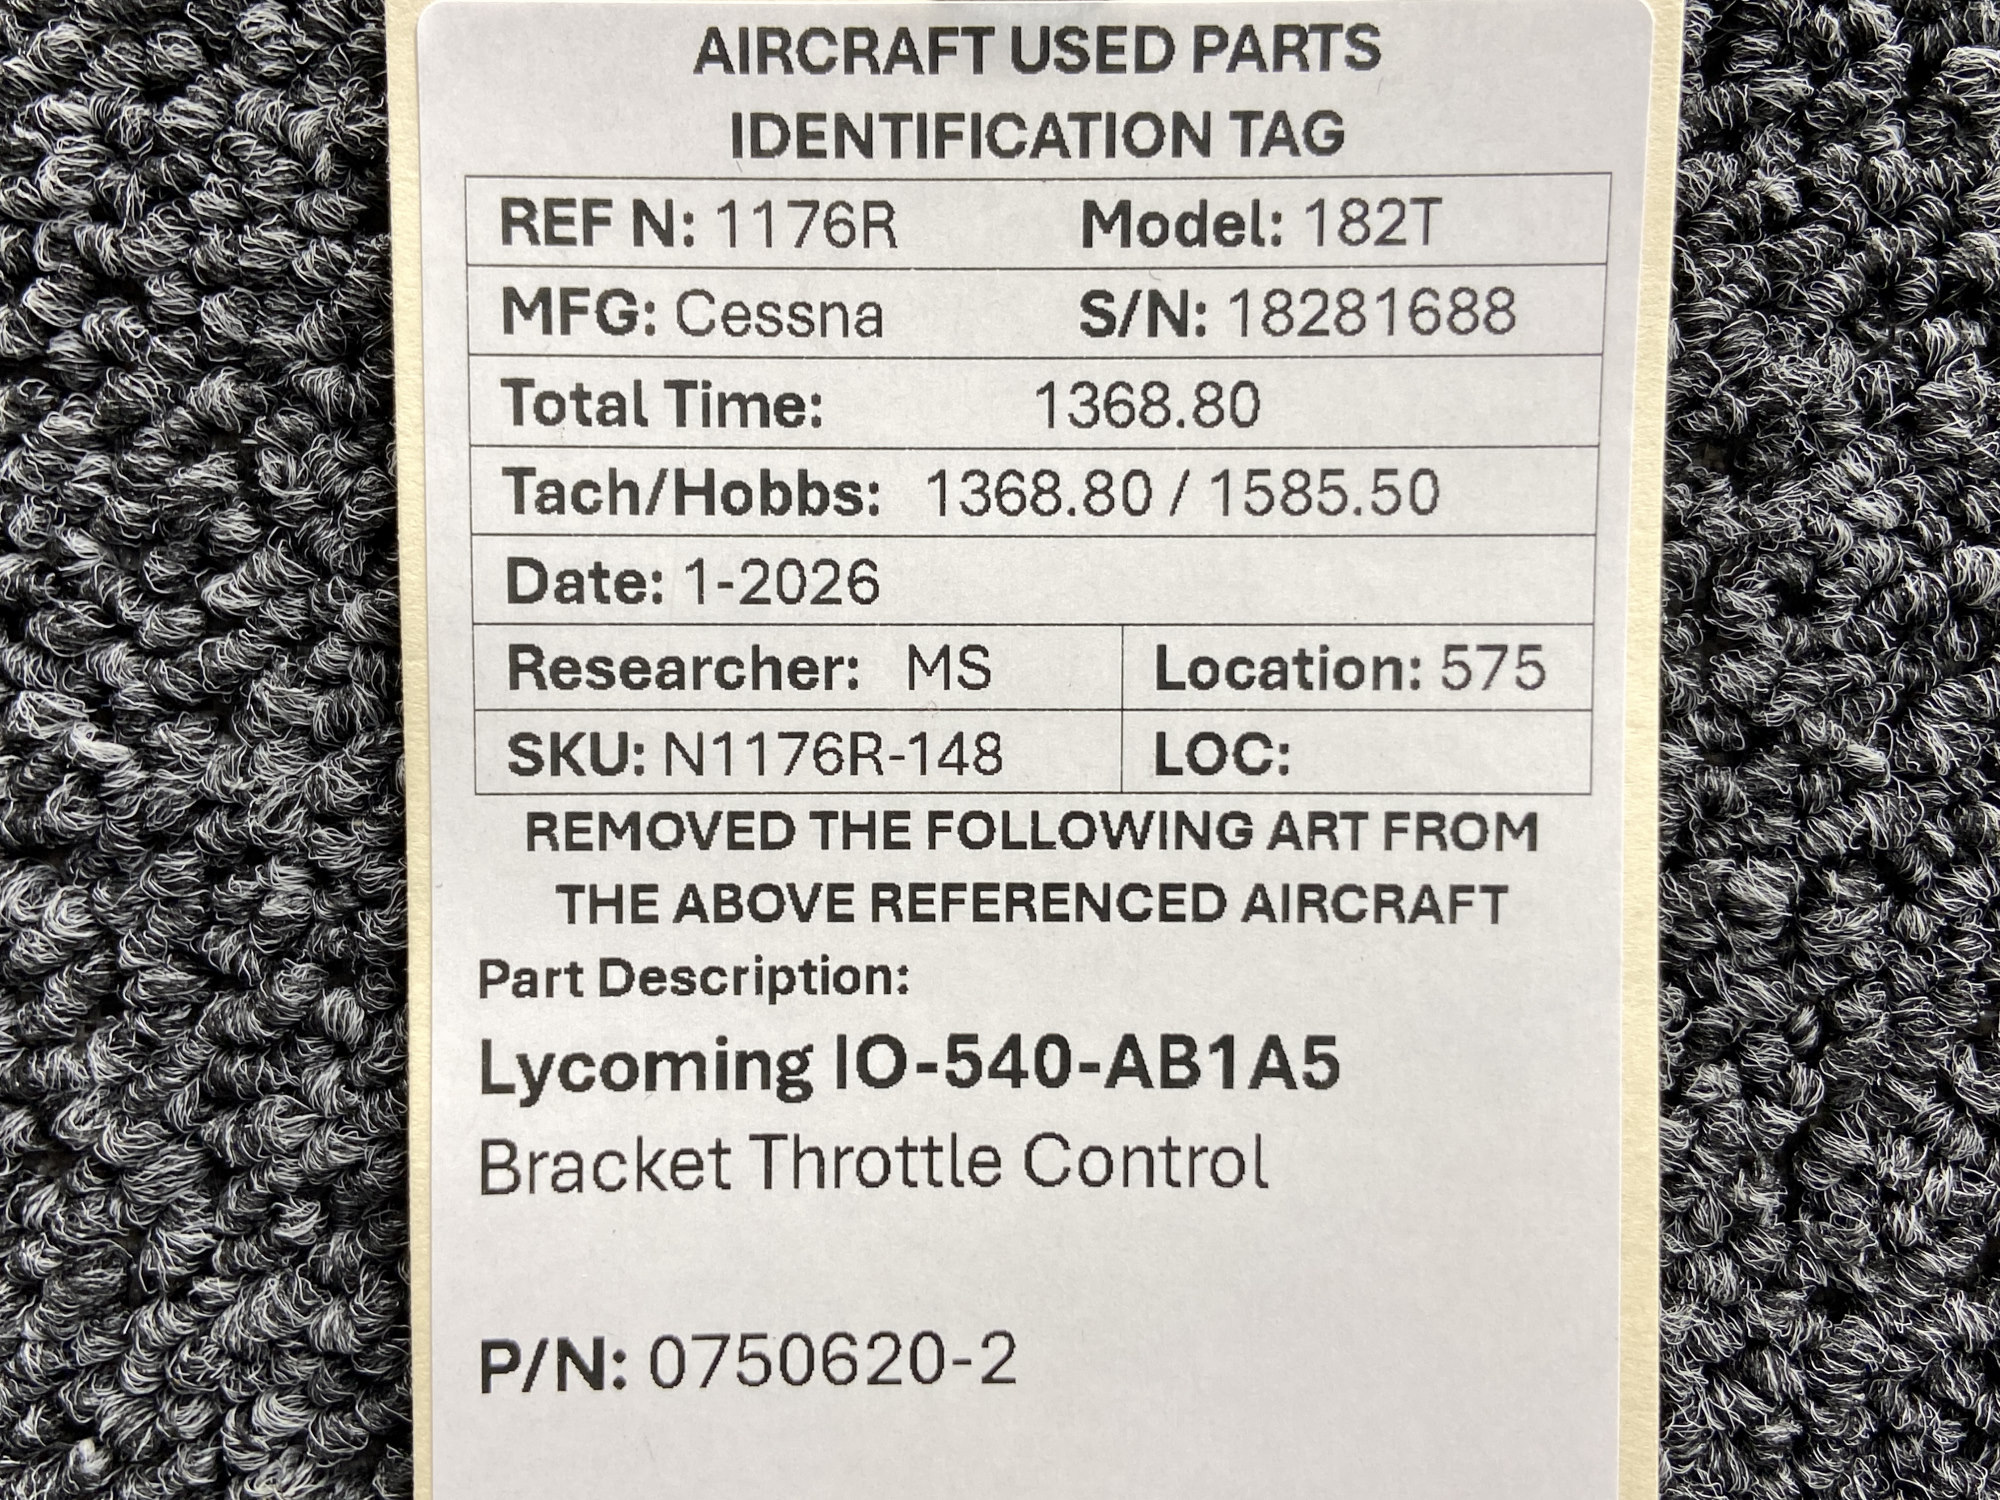 AIRCRAFT USED PARTS
IDENTIFICATION TAG
REF N: 1176R Model: 182T
MFG: Cessna S/N: 18281688
Total Time: 1368.80
Tach/Hobbs: 1368.80 / 1585.50
Date: 1-2026
Researcher: MS Location: 575
SKU: N1176R-148 LOC:
REMOVED THE FOLLOWING ART FROM
THE ABOVE REFERENCED AIRCRAFT
Part Description:
Lycoming IO-540-AB1A5
Bracket Throttle Control
P/N: 0750620-2